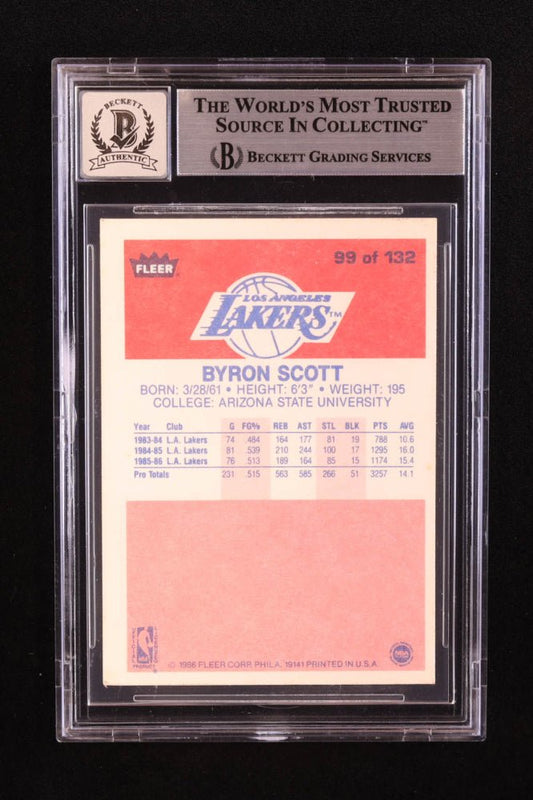 BECKETT
B
AUTHENTIC
THE WORLD'S MOST TRUSTED
SOURCE IN COLLECTING™
B BECKETT GRADING SERVICES
FLEER
99 of 132
LOS ANGELES
LAKERS™
BYRON SCOTT
BORN: 3/28/61 • HEIGHT: 6'3" • WEIGHT: 195
COLLEGE: ARIZONA STATE UNIVERSITY
Year Club G FG% REB AST STL BLK PTS AVG
1983-84 L.A. Lakers 74 .484 164 177 81 19 788 10.6
1984-85 L.A. Lakers 81 .539 210 244 100 17 1295 16.0
1985-86 L.A. Lakers 76 .513 189 164 85 15 1174 15.4
Pro Totals 231 .515 563 585 266 51 3257 14.1
© 1986 FLEER CORP. PHILA. 19141 PRINTED IN U.S.A.